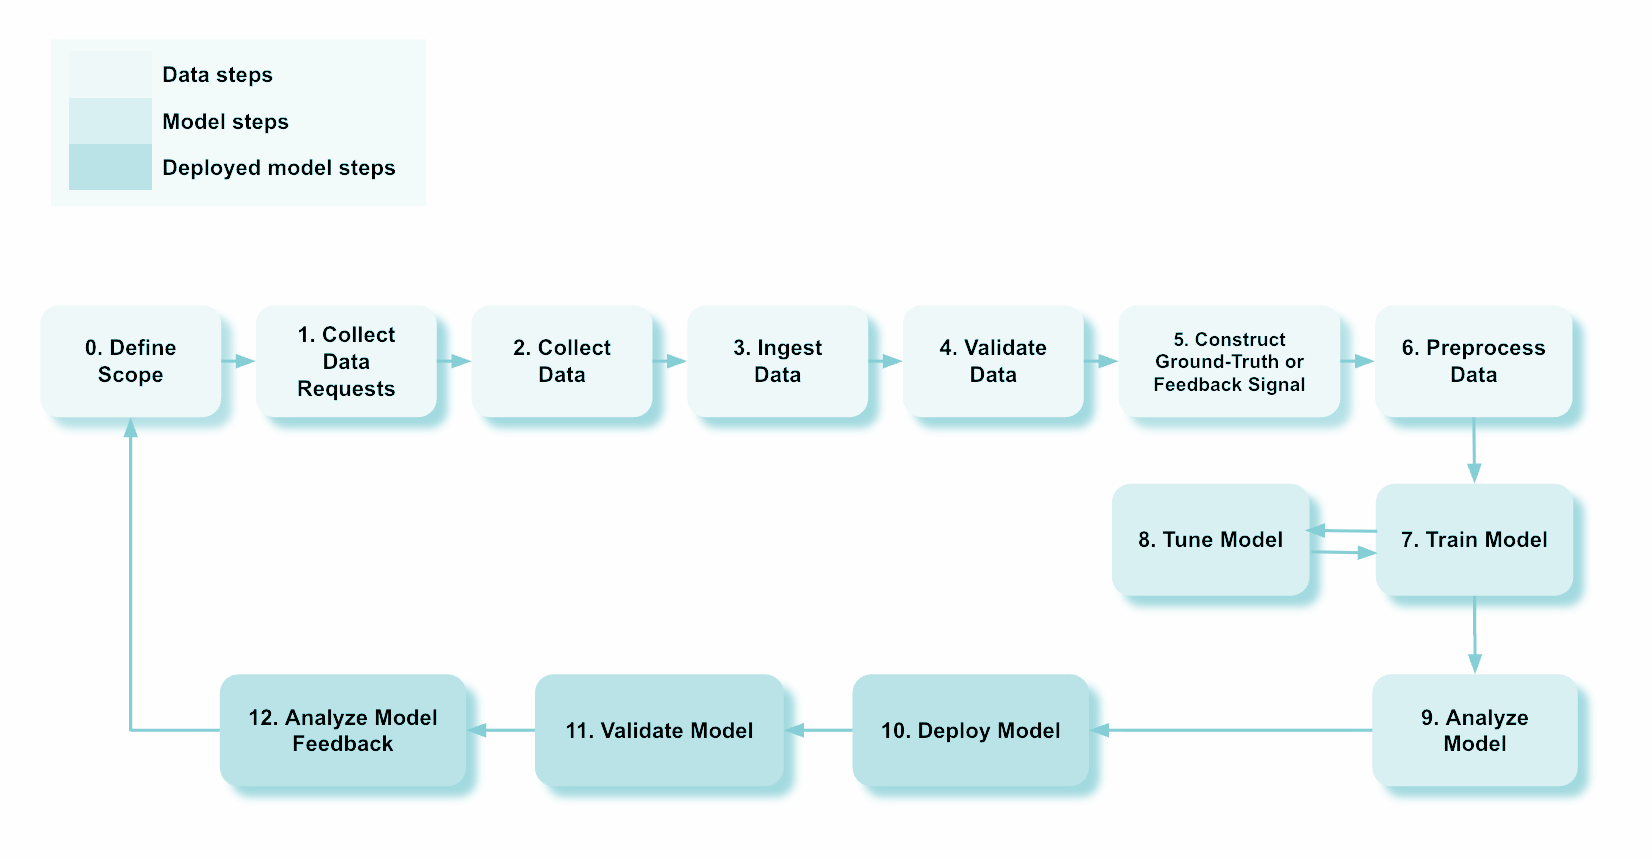 Data steps
Model steps
Deployed model steps
0. Define
Scope
1. Collect
Data
Requests
2. Collect
Data
3. Ingest
Data
4. Validate
Data
5. Construct
Ground-Truth or
Feedback Signal
6. Preprocess
Data
8. Tune Model
7. Train Model
12. Analyze Model
Feedback
11. Validate Model
10. Deploy Model
9. Analyze
Model